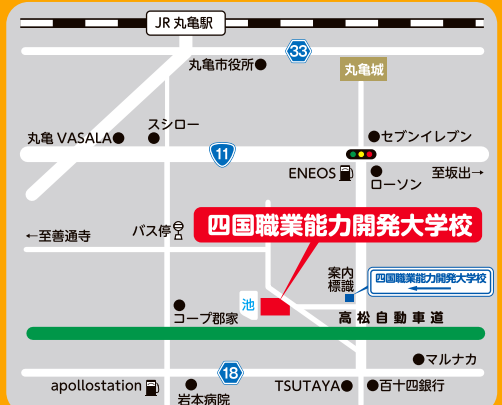 JR 丸亀駅
33
丸亀市役所
丸亀城
スシロー
丸亀 VASALA
セブンイレブン
11
ENEOS
ローソン
至坂出→
四国職業能力開発大学校
←至善通寺
バス停
案内
標識
四国職業能力開発大学校
池
コープ郡家
高松自動車道
マルナカ
18
apollostation
岩本病院
TSUTAYA
百十四銀行